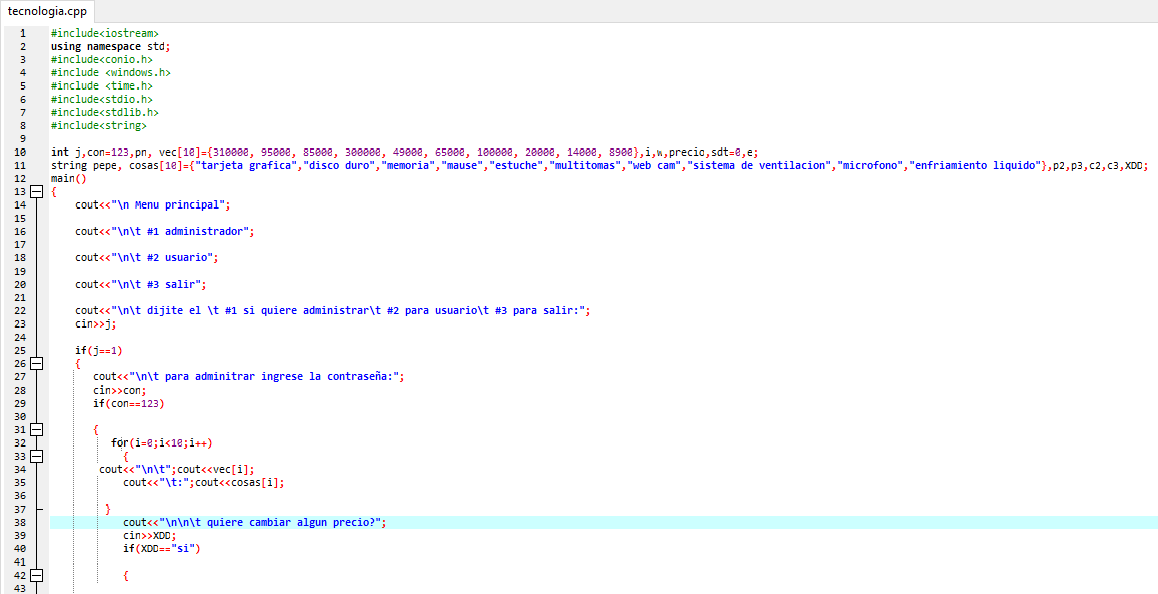 tecnologia.cpp
1 #include<iostream>
2 using namespace std;
3 #include<conio.h>
4 #include <windows.h>
5 #include <time.h>
6 #include<stdio.h>
7 #include<stdlib.h>
8 #include<string>
9
10 int j,con=123,pn, vec[10]={310000, 95000, 85000, 300000, 49000, 65000, 100000, 20000, 14000, 8900},i,w,precio,sdt=0,e;
11 string pepe, cosas[10]={"tarjeta grafica","disco duro","memoria","mause","estuche","multitomas","web cam","sistema de ventilacion","microfono","enfriamiento liquido"},p2,p3,c2,c3,XDD;
12 main()
13 {
14 cout<<"\n Menu principal";
15
16 cout<<"\n\t #1 administrador";
17
18 cout<<"\n\t #2 usuario";
19
20 cout<<"\n\t #3 salir";
21
22 cout<<"\n\t dijite el \t #1 si quiere administrar\t #2 para usuario\t #3 para salir:";
23 cin>>j;
24
25 if(j==1)
26 {
27 cout<<"\n\t para adminitrar ingrese la contraseña:";
28 cin>>con;
29 if(con==123)
30
31 {
32 for(i=0;i<10;i++)
33 {
34 cout<<"\n\t";cout<<vec[i];
35 cout<<"\t:";cout<<cosas[i];
36
37 }
38 cout<<"\n\n\t quiere cambiar algun precio?";
39 cin>>XDD;
40 if(XDD=="si")
41
42 {
43